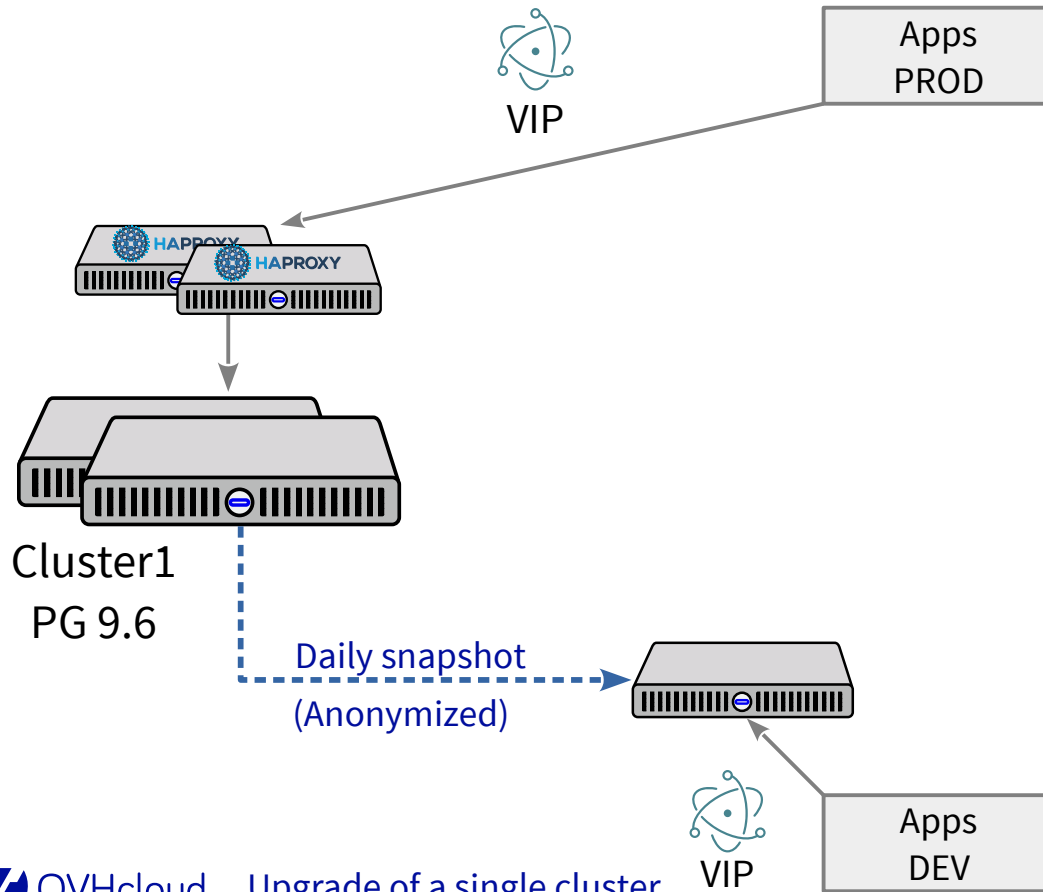 Apps
PROD
VIP
HAPROXY
HAPROXY
Cluster1
PG 9.6
Daily snapshot
(Anonymized)
Apps
DEV
VIP
OVHcloud Upgrade of a single cluster